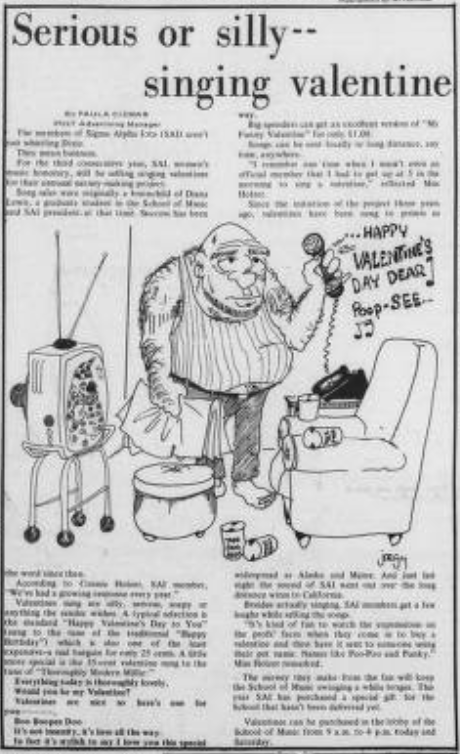 Serious or silly--
singing valentine
By PAULA
POST Advertising Manager
The members of Sigma Alpha Iota (SAI) aren't
just whistling Dixie.
They mean business.
For the third consecutive year, SAI, women's
music honorary, will be selling singing valentines
for their annual money-making project.
Song sales were originally a brainchild of Diana
Lewis, a graduate student in the School of Music
and SAI president at that time. Success has been
the word since then.
According to Connie Holzer, SAI member,
"We've had a growing response every year."
Valentines sung are silly, serious, soapy or
anything the sender wishes. A typical selection is
the standard "Happy Valentine's Day to You"
(sung to the tune of the traditional "Happy
Birthday") which is also one of the least
expensive-a real bargain for only 25 cents. A little
more special is the 35-cent valentine sung to the
tune of "Thoroughly Modern Millie:"
Everything today is thoroughly lovely,
Would you be my Valentine?
Valentines are nice so here's one for
you
Boo Boopee Doo
It's not insanity, it's love all the way.
In fact it's stylish to say I love you this special
way.
Big spenders can get an excellent version of "My
Funny Valentine" for only $1.00.
Songs can be sent locally or long distance, any
time, anywhere.
"I remember one time when I wasn't even an
official member that I had to get up at 5 in the
morning to sing a valentine," reflected Miss
Holzer.
Since the initiation of the project three years
ago, valentines have been sung to points as
...HAPPY
VALENTINE'S
DAY DEAR
Poop-SEE...
widespread as Alaska and Maine. And just last
night the sound of SAI went out over the long
distance wires to California.
Besides actually singing, SAI members get a few
laughs while selling the songs.
"It's kind of fun to watch the expressions on
the profs' faces when they come in to buy a
valentine and then have it sent to someone using
their pet name. Names like Poo-Poo and Punky,"
Miss Holzer remarked.
The money they make from the fun will keep
the School of Music swinging a while longer. This
year SAI has purchased a special gift for the
School that hasn't been delivered yet.
Valentines can be purchased in the lobby of the
School of Music from 9 a.m. to 4 p.m. today and
Saturday.